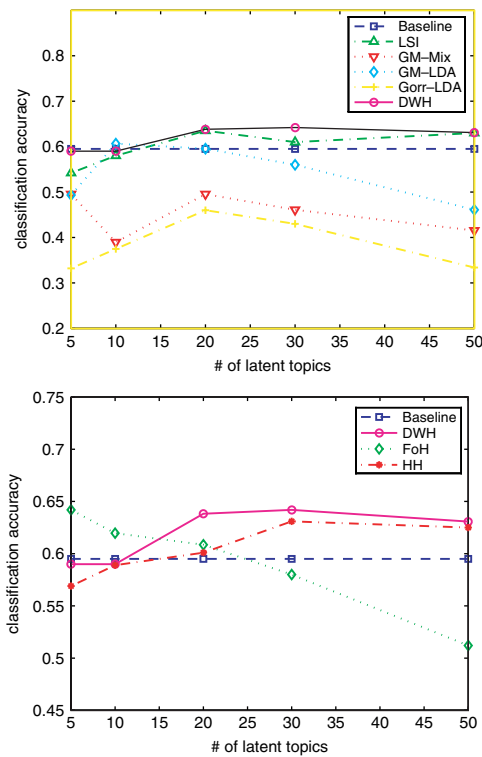 Baseline
LSI
GM–Mix
GM–LDA
Gorr–LDA
DWH
0.9
0.8
0.7
0.6
0.5
0.4
0.3
0.2
classification accuracy
5 10 15 20 25 30 35 40 45 50
# of latent topics
Baseline
DWH
FoH
HH
0.75
0.7
0.65
0.6
0.55
0.5
0.45
classification accuracy
5 10 15 20 25 30 35 40 45 50
# of latent topics